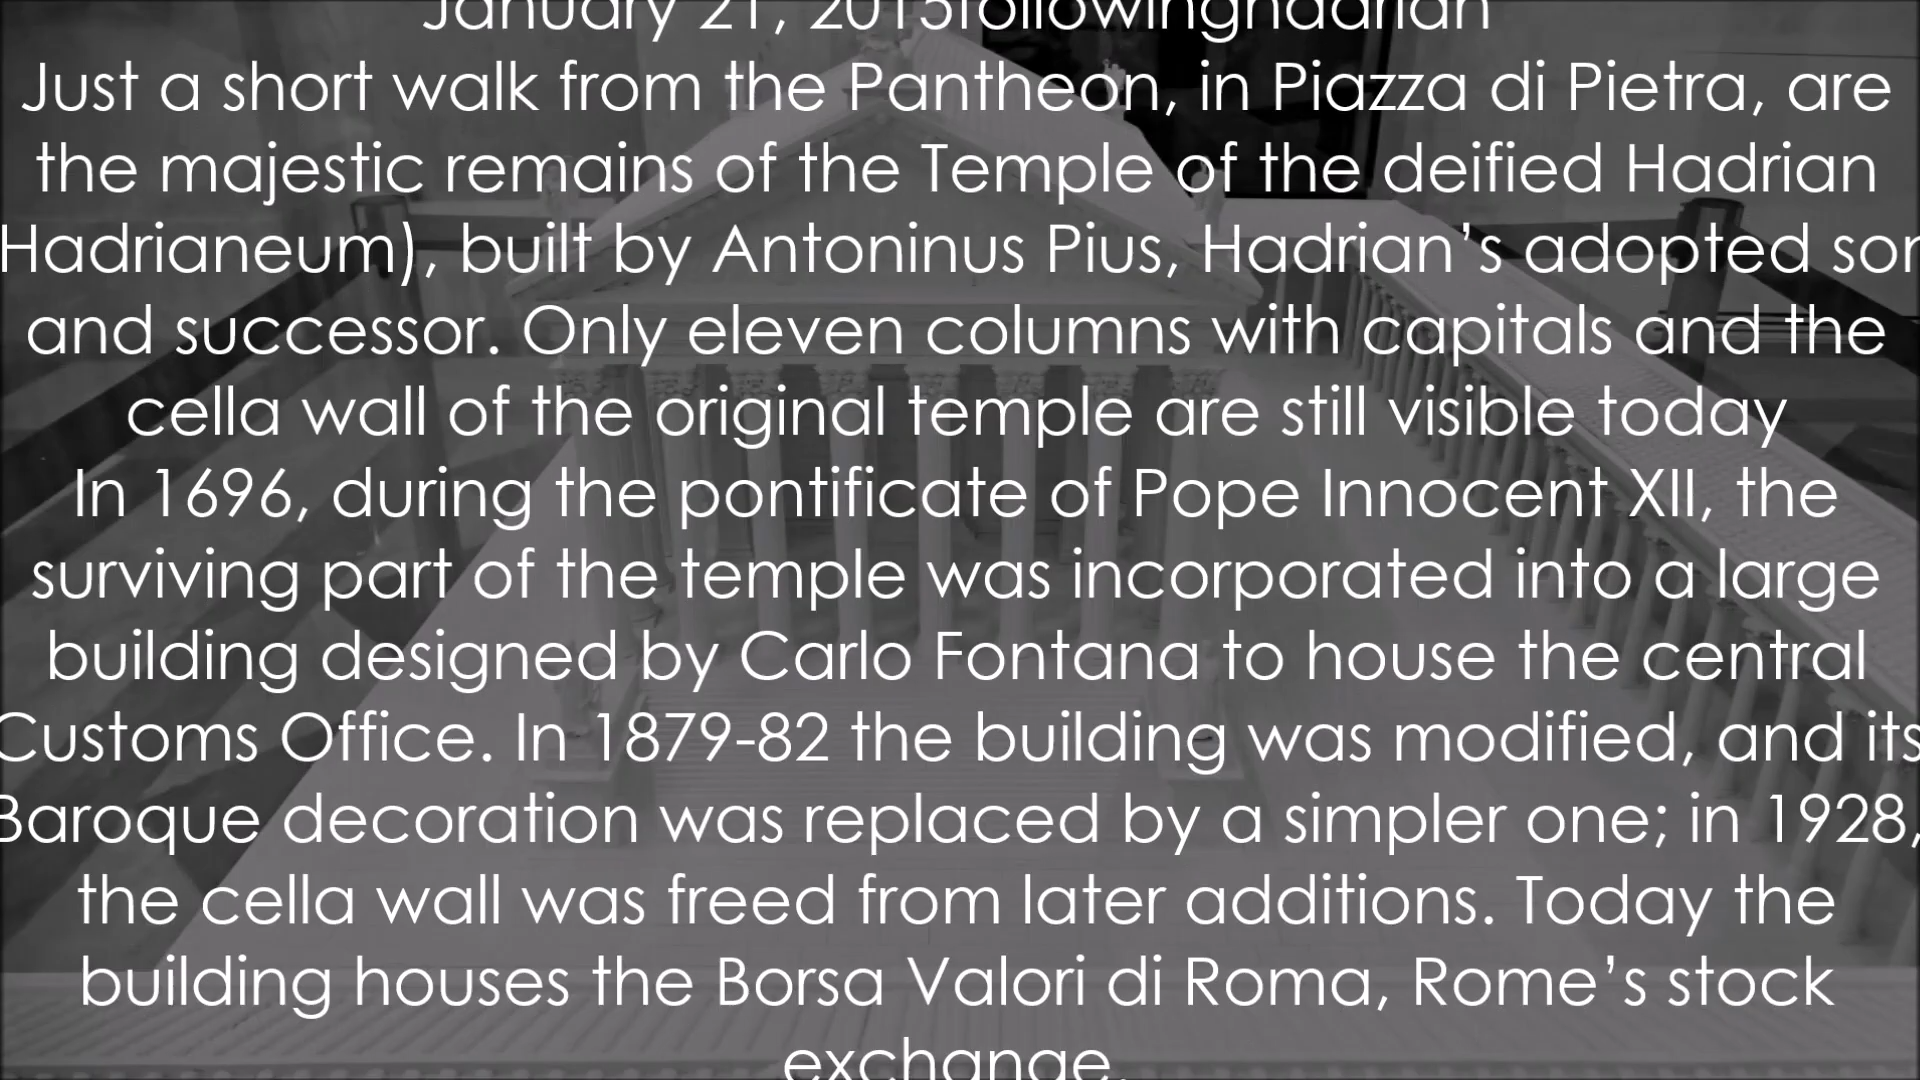 January 21, 2015followinghadrian
Just a short walk from the Pantheon, in Piazza di Pietra, are
the majestic remains of the Temple of the deified Hadrian
Hadrianeum), built by Antoninus Pius, Hadrian’s adopted son
and successor. Only eleven columns with capitals and the
cella wall of the original temple are still visible today
In 1696, during the pontificate of Pope Innocent XII, the
surviving part of the temple was incorporated into a large
building designed by Carlo Fontana to house the central
Customs Office. In 1879-82 the building was modified, and its
Baroque decoration was replaced by a simpler one; in 1928,
the cella wall was freed from later additions. Today the
building houses the Borsa Valori di Roma, Rome’s stock
exchange.